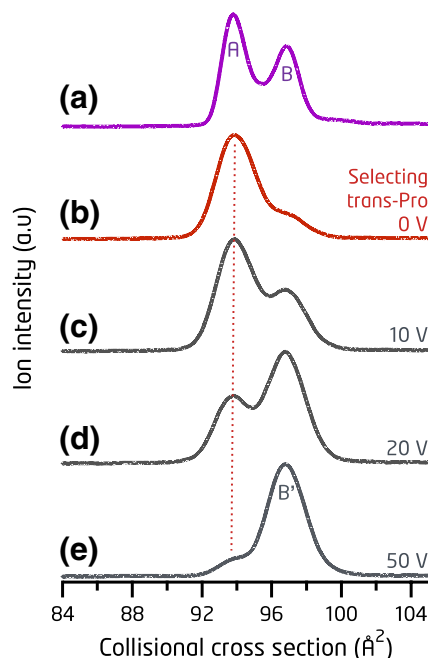 A
B
(a)
Selecting
trans-Pro
(b)
0 V
(c)
10 V
(d)
20 V
B'
(e)
50 V
84 88 92 96 100 104
Collisional cross section (Å²)
Ion intensity (a.u)